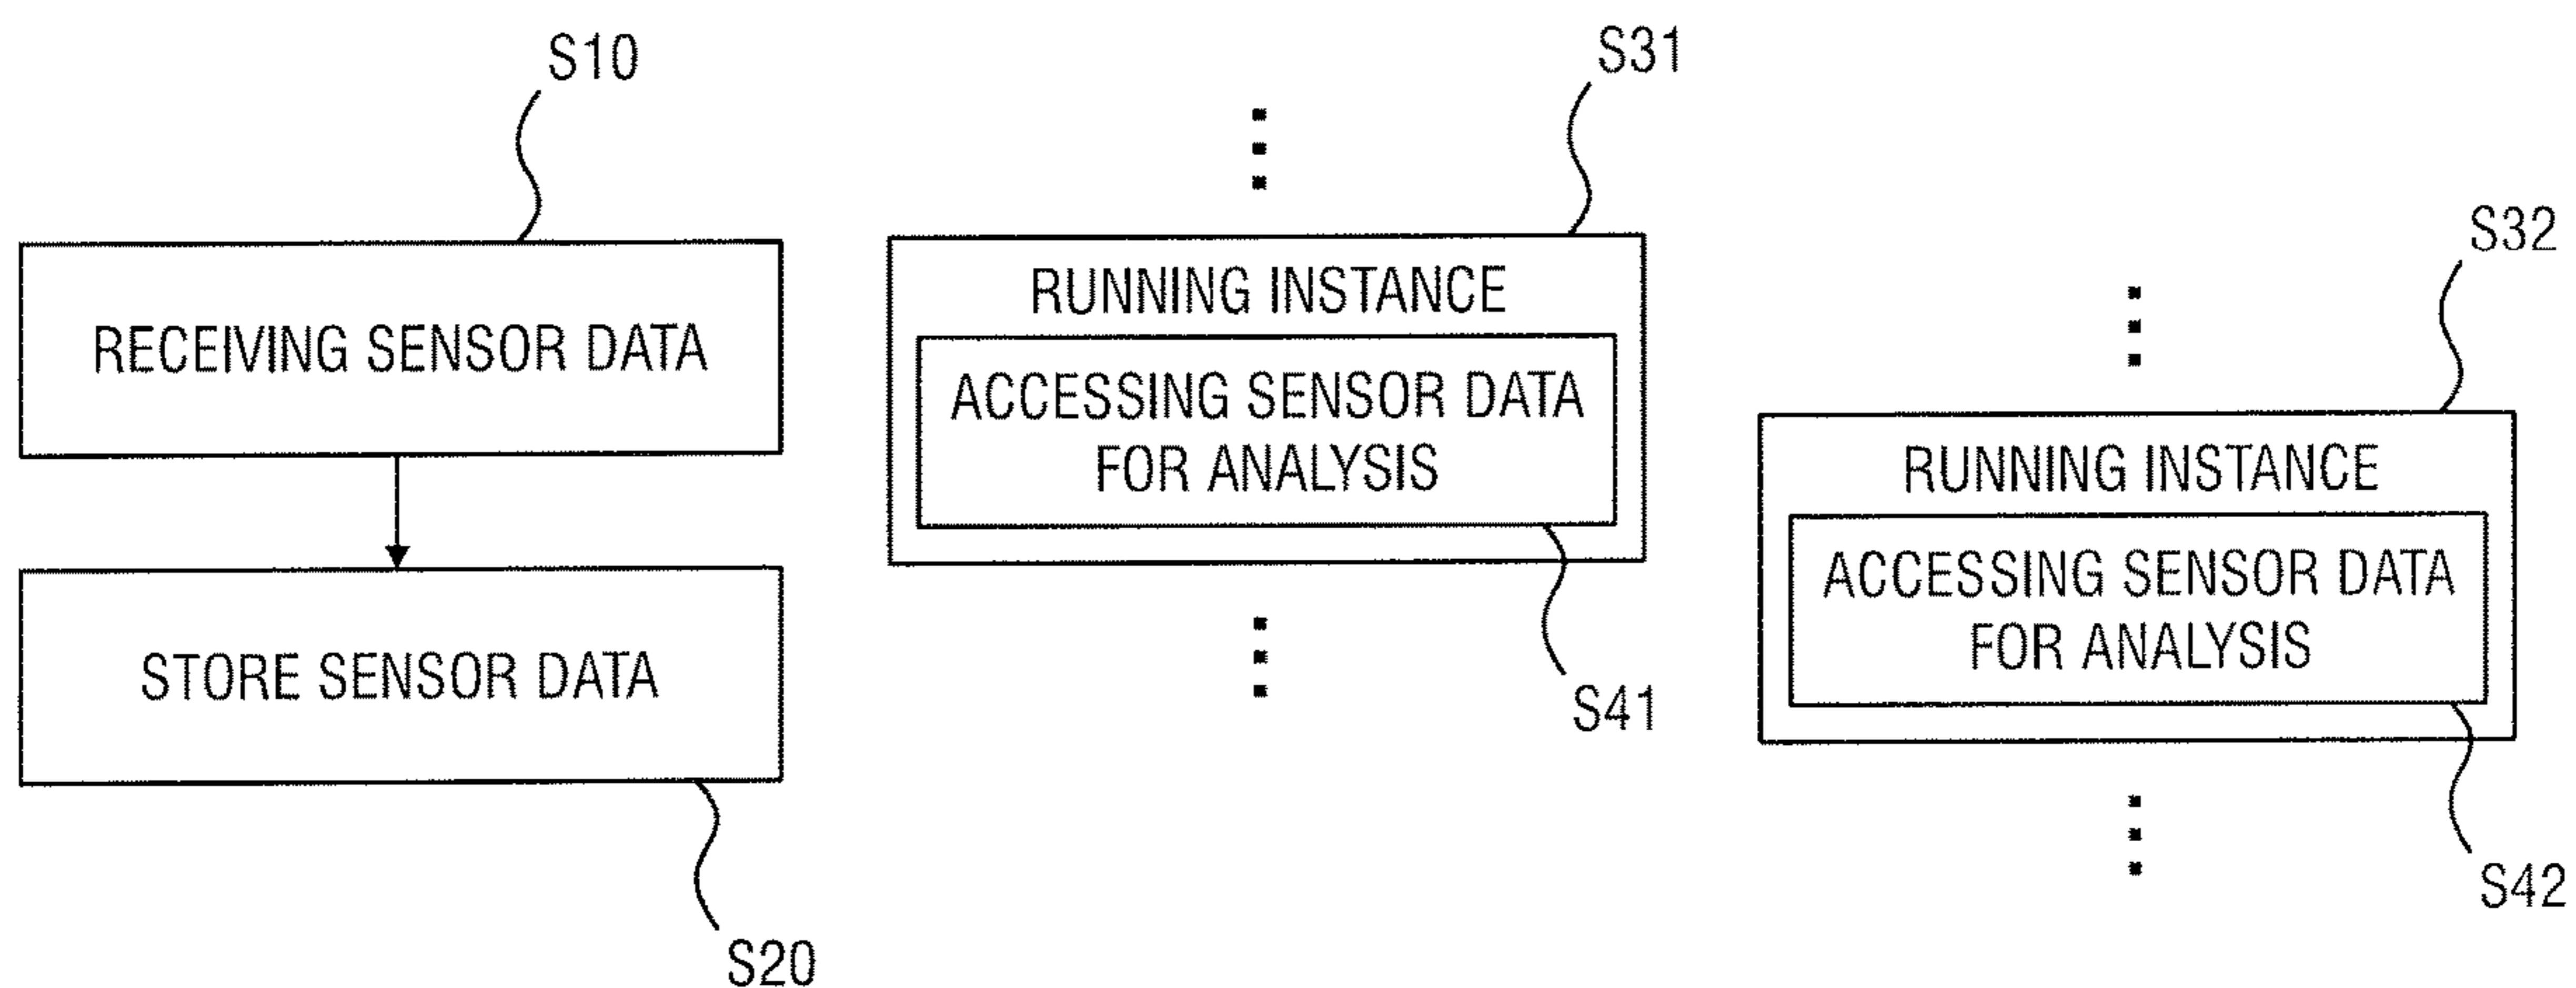 S10
RECEIVING SENSOR DATA
STORE SENSOR DATA
S20
S31
RUNNING INSTANCE
ACCESSING SENSOR DATA
FOR ANALYSIS
S41
S32
RUNNING INSTANCE
ACCESSING SENSOR DATA
FOR ANALYSIS
S42